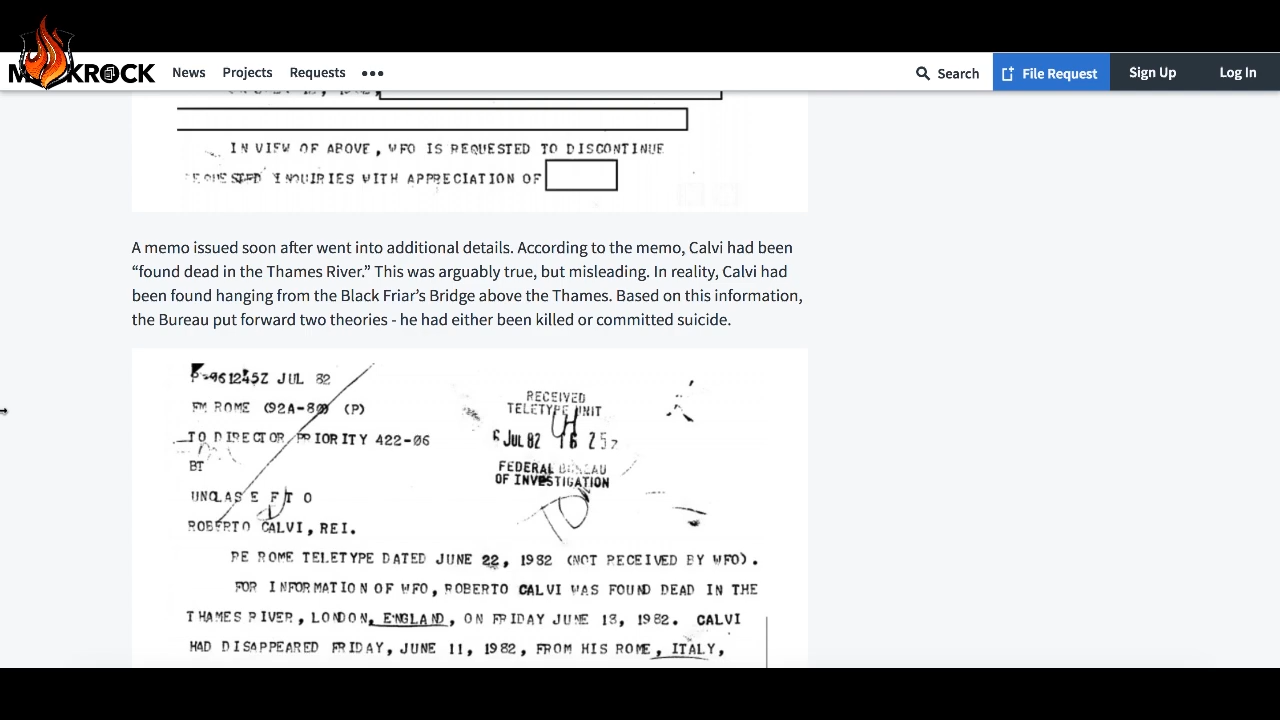 M KROCK
News Projects Requests
Search File Request Sign Up Log In
IN VIEW OF ABOVE, WFO IS REQUESTED TO DISCONTINUE
INQUIRIES WITH APPRECIATION OF
A memo issued soon after went into additional details. According to the memo, Calvi had been
“found dead in the Thames River.” This was arguably true, but misleading. In reality, Calvi had
been found hanging from the Black Friar’s Bridge above the Thames. Based on this information,
the Bureau put forward two theories - he had either been killed or committed suicide.
JUL 82
FM ROME (92A-80) (P)
TO DIRECTOR PRIORITY 422-06
BT
UNCLAS E F T O
ROBERTO CALVI, REI.
RECEIVED
TELETYPE UNIT
6 JUL 82 16 25z
FEDERAL BUREAU
OF INVESTIGATION
RE ROME TELETYPE DATED JUNE 22, 1982 (NOT RECEIVED BY WFO).
FOR INFORMATION OF WFO, ROBERTO CALVI WAS FOUND DEAD IN THE
THAMES RIVER, LONDON, ENGLAND, ON FRIDAY JUNE 18, 1982. CALVI
HAD DISAPPEARED FRIDAY, JUNE 11, 1982, FROM HIS ROME, ITALY,